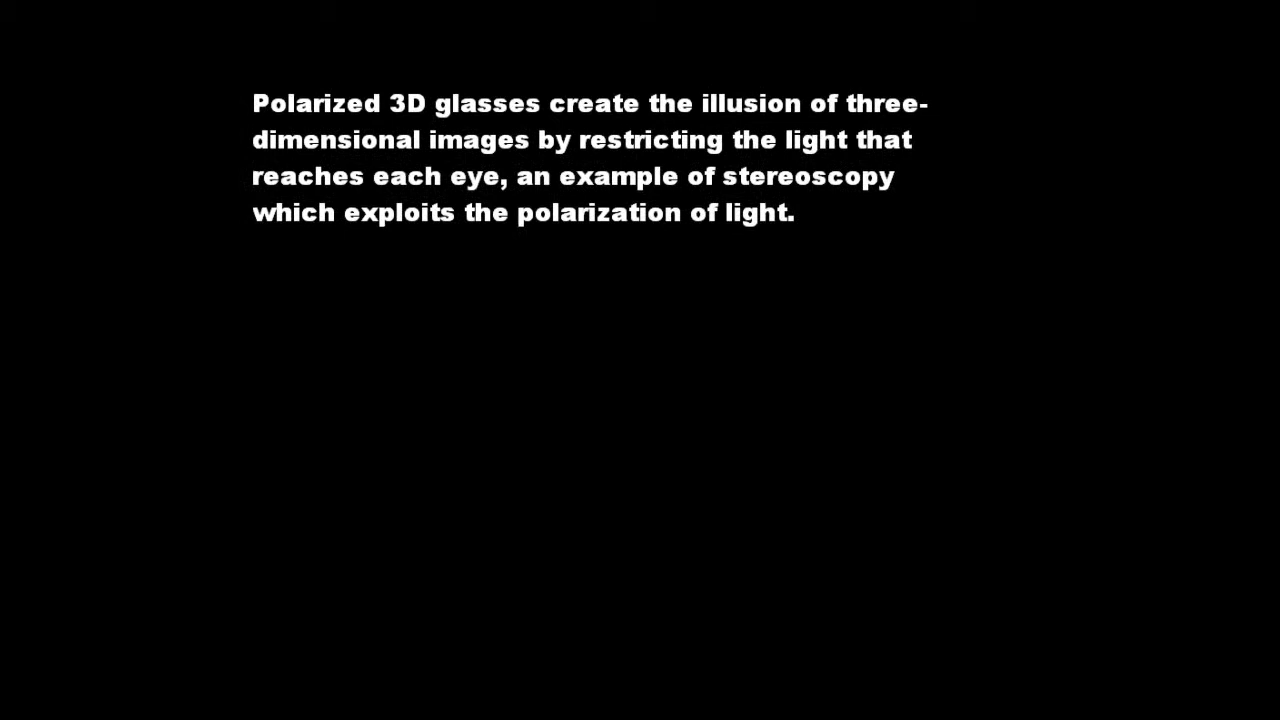 Polarized 3D glasses create the illusion of three-
dimensional images by restricting the light that
reaches each eye, an example of stereoscopy
which exploits the polarization of light.